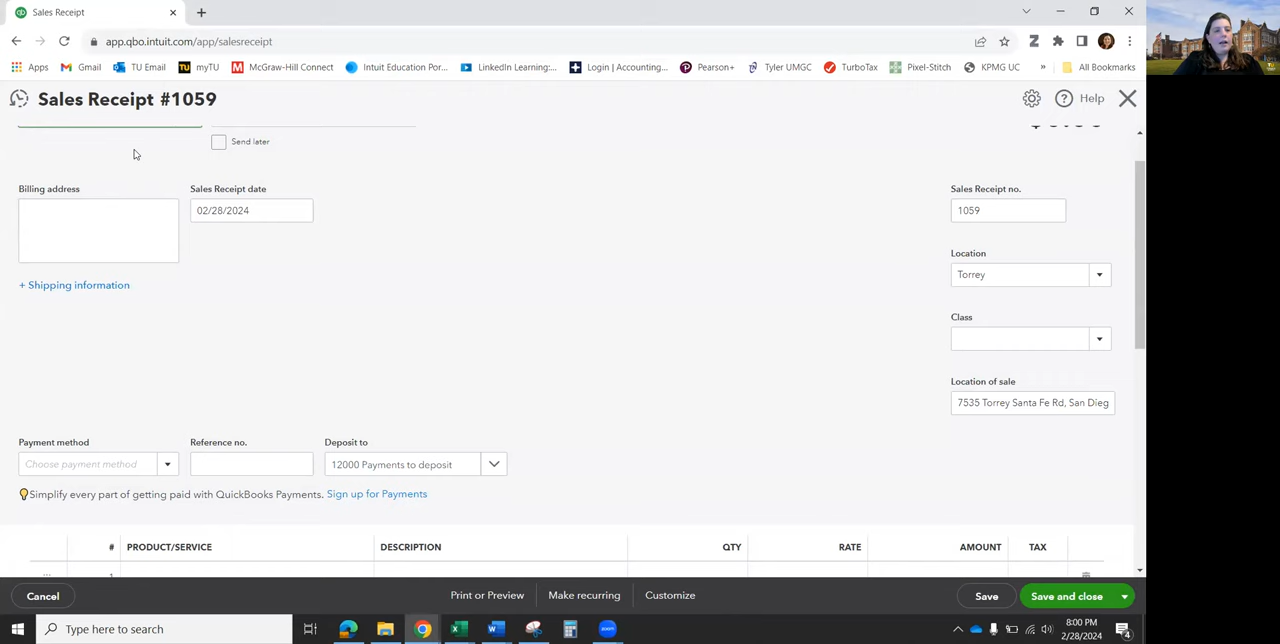 Sales Receipt
app.qbo.intuit.com/app/salesreceipt
Apps Gmail TU Email TU myTU M McGraw-Hill Connect Intuit Education Por... LinkedIn Learning:... Login | Accounting... Pearson+ Tyler UMGC TurboTax Pixel-Stitch KPMG UC » All Bookmarks
Sales Receipt #1059
Help
Send later
Billing address
Sales Receipt date
Sales Receipt no.
02/28/2024
1059
Location
Torrey
+ Shipping information
Class
Location of sale
7535 Torrey Santa Fe Rd, San Dieg
Payment method
Reference no.
Deposit to
Choose payment method
12000 Payments to deposit
Simplify every part of getting paid with QuickBooks Payments. Sign up for Payments
# PRODUCT/SERVICE DESCRIPTION QTY RATE AMOUNT TAX
Cancel
Print or Preview
Make recurring
Customize
Save
Save and close
Type here to search
8:00 PM
2/28/2024
4